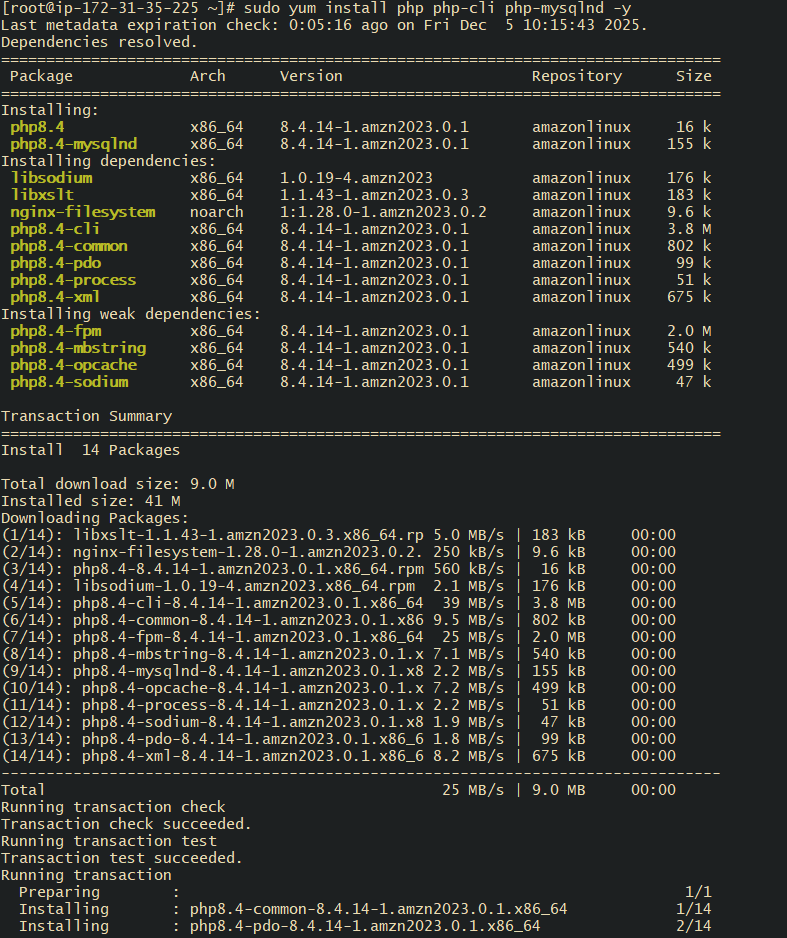 [root@ip-172-31-35-225 ~]# sudo yum install php php-cli php-mysqlnd -y
Last metadata expiration check: 0:05:16 ago on Fri Dec  5 10:15:43 2025.
Dependencies resolved.
================================================================================
 Package             Arch      Version                     Repository      Size
================================================================================
Installing:
 php8.4              x86_64    8.4.14-1.amzn2023.0.1       amazonlinux     16 k
 php8.4-mysqlnd      x86_64    8.4.14-1.amzn2023.0.1       amazonlinux    155 k
Installing dependencies:
 libsodium           x86_64    1.0.19-4.amzn2023           amazonlinux    176 k
 libxslt             x86_64    1.1.43-1.amzn2023.0.3       amazonlinux    183 k
 nginx-filesystem    noarch    1:1.28.0-1.amzn2023.0.2     amazonlinux    9.6 k
 php8.4-cli          x86_64    8.4.14-1.amzn2023.0.1       amazonlinux    3.8 M
 php8.4-common       x86_64    8.4.14-1.amzn2023.0.1       amazonlinux    802 k
 php8.4-pdo          x86_64    8.4.14-1.amzn2023.0.1       amazonlinux     99 k
 php8.4-process      x86_64    8.4.14-1.amzn2023.0.1       amazonlinux     51 k
 php8.4-xml          x86_64    8.4.14-1.amzn2023.0.1       amazonlinux    675 k
Installing weak dependencies:
 php8.4-fpm          x86_64    8.4.14-1.amzn2023.0.1       amazonlinux    2.0 M
 php8.4-mbstring     x86_64    8.4.14-1.amzn2023.0.1       amazonlinux    540 k
 php8.4-opcache      x86_64    8.4.14-1.amzn2023.0.1       amazonlinux    499 k
 php8.4-sodium       x86_64    8.4.14-1.amzn2023.0.1       amazonlinux     47 k

Transaction Summary
================================================================================
Install  14 Packages

Total download size: 9.0 M
Installed size: 41 M
Downloading Packages:
(1/14): libxslt-1.1.43-1.amzn2023.0.3.x86_64.rp 5.0 MB/s | 183 kB     00:00
(2/14): nginx-filesystem-1.28.0-1.amzn2023.0.2. 250 kB/s | 9.6 kB     00:00
(3/14): php8.4-8.4.14-1.amzn2023.0.1.x86_64.rpm 560 kB/s |  16 kB     00:00
(4/14): libsodium-1.0.19-4.amzn2023.x86_64.rpm  2.1 MB/s | 176 kB     00:00
(5/14): php8.4-cli-8.4.14-1.amzn2023.0.1.x86_64  39 MB/s | 3.8 MB     00:00
(6/14): php8.4-common-8.4.14-1.amzn2023.0.1.x86 9.5 MB/s | 802 kB     00:00
(7/14): php8.4-fpm-8.4.14-1.amzn2023.0.1.x86_64  25 MB/s | 2.0 MB     00:00
(8/14): php8.4-mbstring-8.4.14-1.amzn2023.0.1.x 7.1 MB/s | 540 kB     00:00
(9/14): php8.4-mysqlnd-8.4.14-1.amzn2023.0.1.x8 2.2 MB/s | 155 kB     00:00
(10/14): php8.4-opcache-8.4.14-1.amzn2023.0.1.x 7.2 MB/s | 499 kB     00:00
(11/14): php8.4-process-8.4.14-1.amzn2023.0.1.x 2.2 MB/s |  51 kB     00:00
(12/14): php8.4-sodium-8.4.14-1.amzn2023.0.1.x8 1.9 MB/s |  47 kB     00:00
(13/14): php8.4-pdo-8.4.14-1.amzn2023.0.1.x86_6 1.8 MB/s |  99 kB     00:00
(14/14): php8.4-xml-8.4.14-1.amzn2023.0.1.x86_6 8.2 MB/s | 675 kB     00:00
--------------------------------------------------------------------------------
Total                                            25 MB/s | 9.0 MB     00:00
Running transaction check
Transaction check succeeded.
Running transaction test
Transaction test succeeded.
Running transaction
  Preparing        :                                                        1/1
  Installing       : php8.4-common-8.4.14-1.amzn2023.0.1.x86_64            1/14
  Installing       : php8.4-pdo-8.4.14-1.amzn2023.0.1.x86_64               2/14